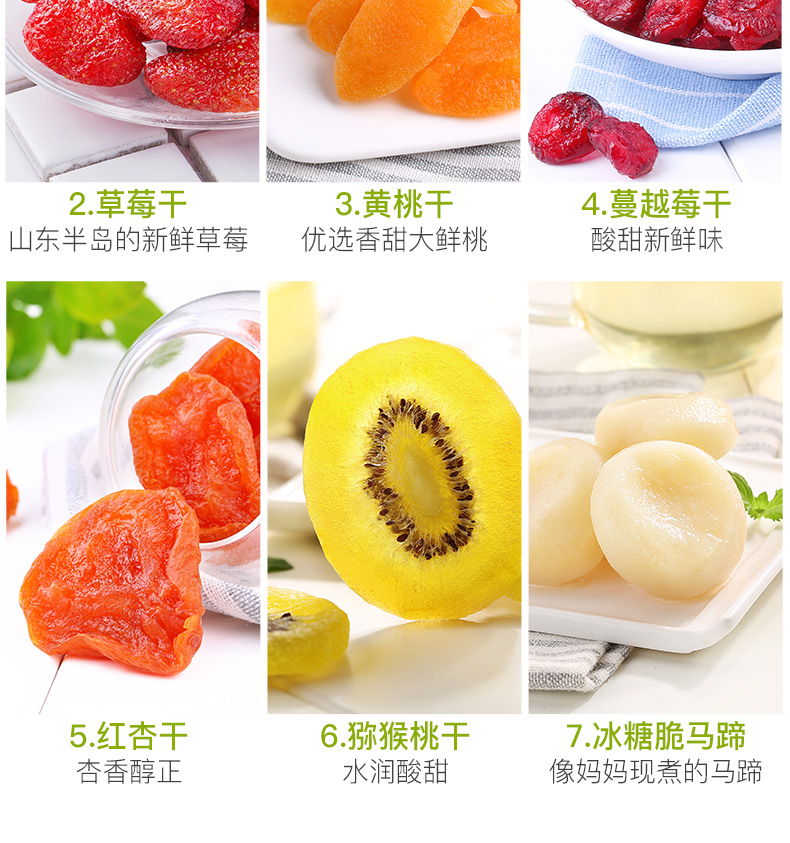 2.草莓干
山东半岛的新鲜草莓
3.黄桃干
优选香甜大鲜桃
4.蔓越莓干
酸甜新鲜味
5.红杏干
杏香醇正
6.猕猴桃干
水润酸甜
7.冰糖脆马蹄
像妈妈现煮的马蹄